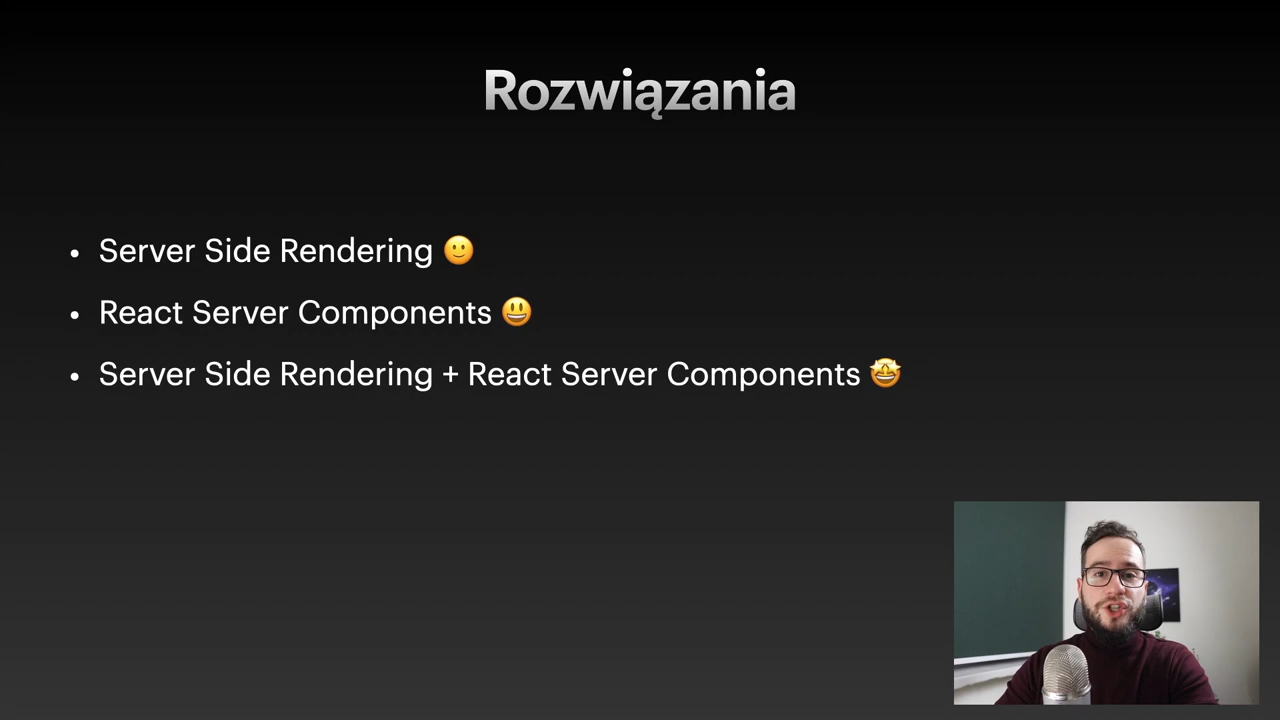 Rozwiązania
• Server Side Rendering 🙂
• React Server Components 😃
• Server Side Rendering + React Server Components 🤩